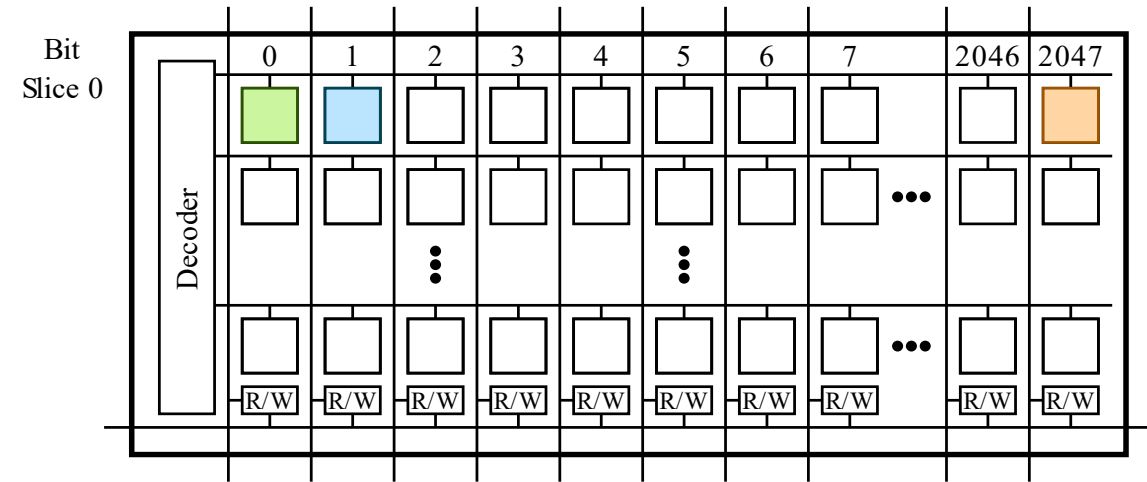 Bit
Slice 0
0 1 2 3 4 5 6 7 2046 2047
Decoder
R/W R/W R/W R/W R/W R/W R/W R/W R/W R/W